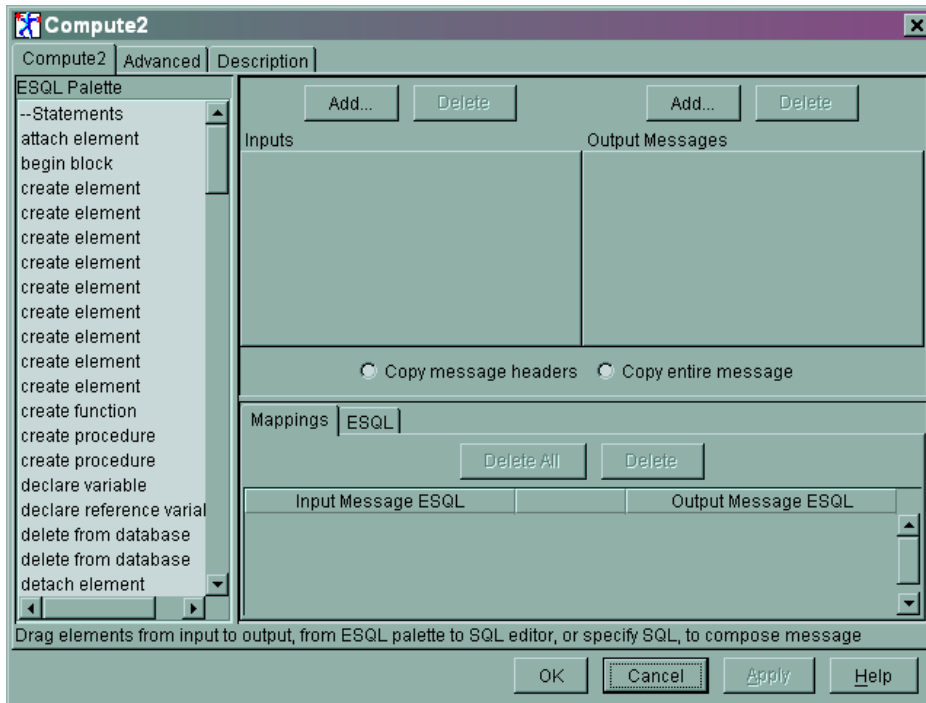 Compute2
Compute2 Advanced Description
ESQL Palette
--Statements
attach element
begin block
create element
create element
create element
create element
create element
create element
create element
create element
create element
create function
create procedure
create procedure
declare variable
declare reference varial
delete from database
delete from database
detach element
Add... Delete Add... Delete
Inputs Output Messages
Copy message headers Copy entire message
Mappings ESQL
Delete All Delete
Input Message ESQL Output Message ESQL
Drag elements from input to output, from ESQL palette to SQL editor, or specify SQL, to compose message
OK Cancel Apply Help